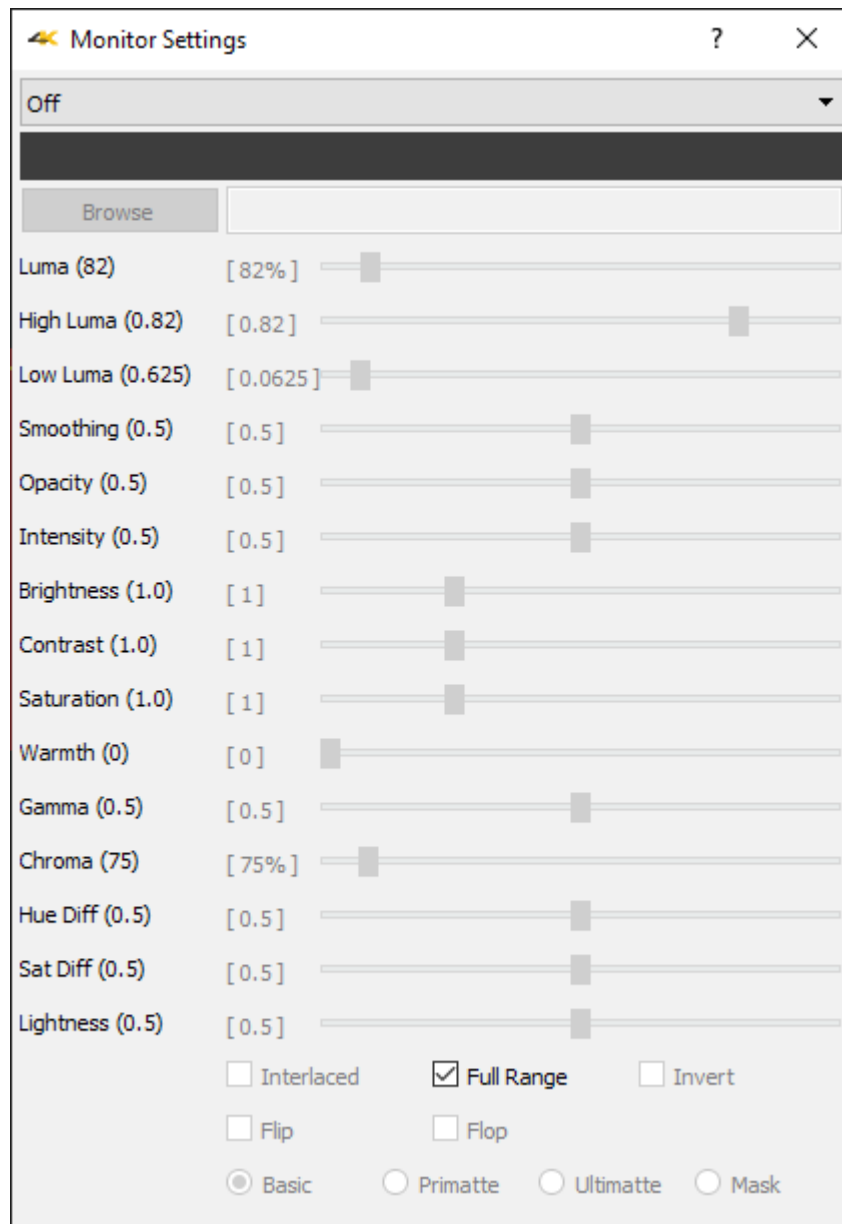 4K Monitor Settings ? ×
Off
Browse
Luma (82) [ 82% ]
High Luma (0.82) [ 0.82 ]
Low Luma (0.625) [ 0.0625 ]
Smoothing (0.5) [ 0.5 ]
Opacity (0.5) [ 0.5 ]
Intensity (0.5) [ 0.5 ]
Brightness (1.0) [ 1 ]
Contrast (1.0) [ 1 ]
Saturation (1.0) [ 1 ]
Warmth (0) [ 0 ]
Gamma (0.5) [ 0.5 ]
Chroma (75) [ 75% ]
Hue Diff (0.5) [ 0.5 ]
Sat Diff (0.5) [ 0.5 ]
Lightness (0.5) [ 0.5 ]
Interlaced Full Range Invert
Flip Flop
Basic Primatte Ultimatte Mask